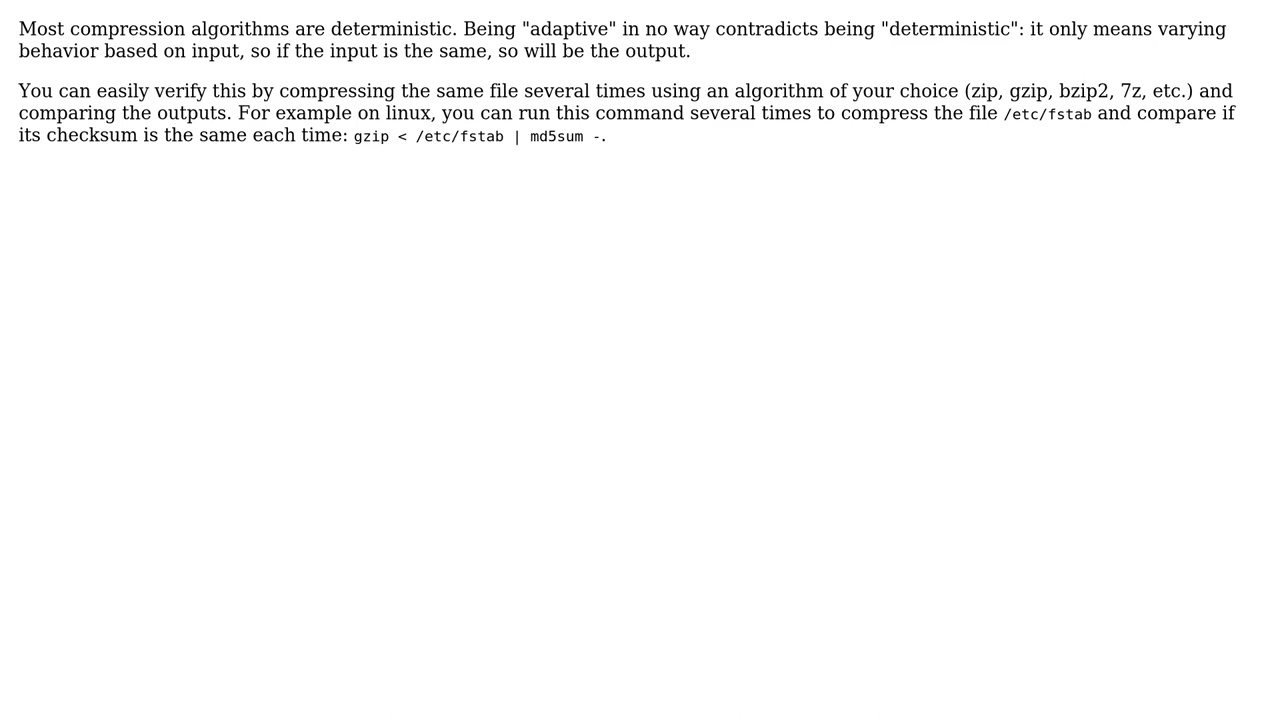 Most compression algorithms are deterministic. Being "adaptive" in no way contradicts being "deterministic": it only means varying
behavior based on input, so if the input is the same, so will be the output.
You can easily verify this by compressing the same file several times using an algorithm of your choice (zip, gzip, bzip2, 7z, etc.) and
comparing the outputs. For example on linux, you can run this command several times to compress the file /etc/fstab and compare if
its checksum is the same each time: gzip < /etc/fstab | md5sum -.